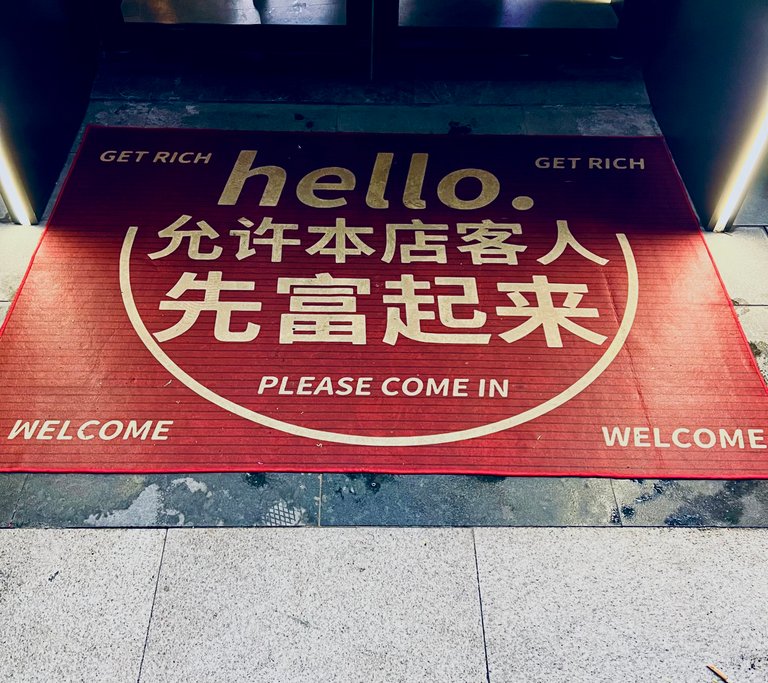 GET RICH
hello.
GET RICH
允许本店客人
先富起来
PLEASE COME IN
WELCOME
WELCOME